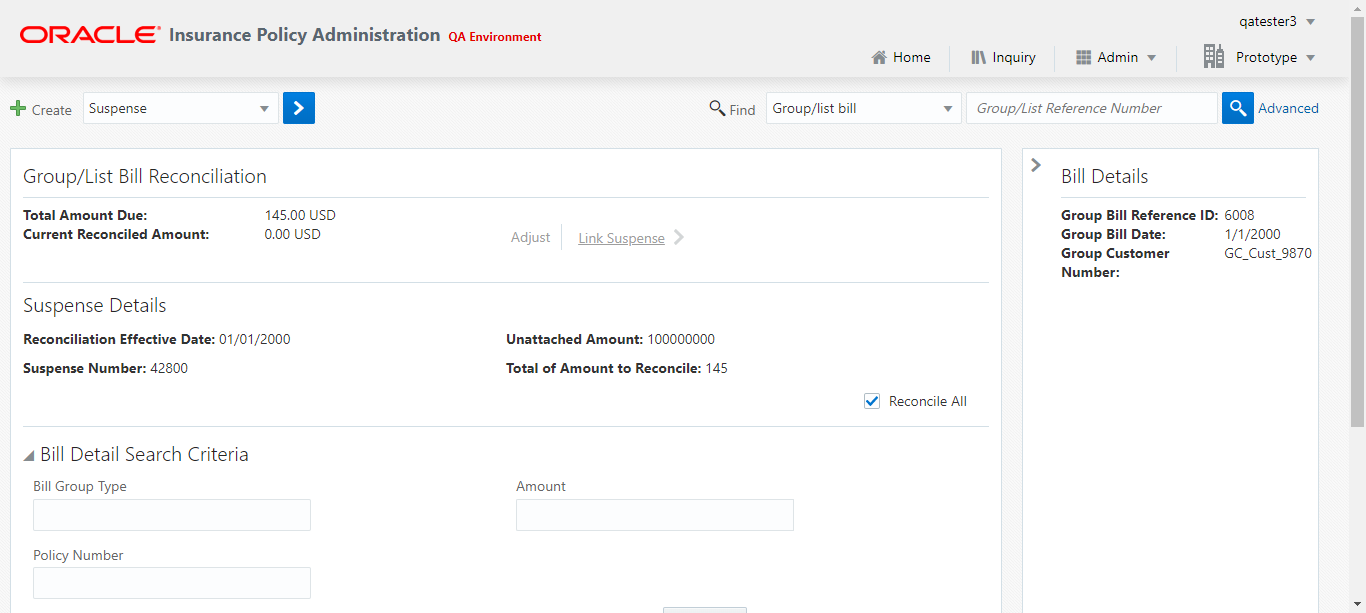 ORACLE Insurance Policy Administration QA Environment
qatester3
Home Inquiry Admin Prototype
Create Suspense Find Group/list bill Group/List Reference Number Advanced
Group/List Bill Reconciliation
Total Amount Due: 145.00 USD
Current Reconciled Amount: 0.00 USD
Adjust Link Suspense
Suspense Details
Reconciliation Effective Date: 01/01/2000 Unattached Amount: 100000000
Suspense Number: 42800 Total of Amount to Reconcile: 145
Reconcile All
Bill Detail Search Criteria
Bill Group Type Amount
Policy Number
Bill Details
Group Bill Reference ID: 6008
Group Bill Date: 1/1/2000
Group Customer GC_Cust_9870
Number: